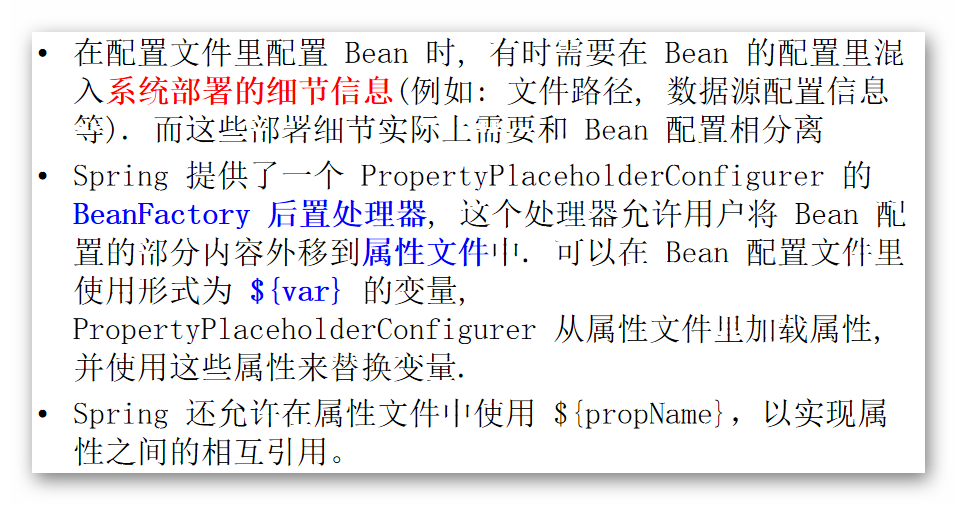 • 在配置文件里配置 Bean 时, 有时需要在 Bean 的配置里混
入系统部署的细节信息(例如: 文件路径, 数据源配置信息
等). 而这些部署细节实际上需要和 Bean 配置相分离
• Spring 提供了一个 PropertyPlaceholderConfigurer 的
BeanFactory 后置处理器, 这个处理器允许用户将 Bean 配
置的部分内容外移到属性文件中. 可以在 Bean 配置文件里
使用形式为 ${var} 的变量,
PropertyPlaceholderConfigurer 从属性文件里加载属性,
并使用这些属性来替换变量.
• Spring 还允许在属性文件中使用 ${propName}，以实现属
性之间的相互引用。